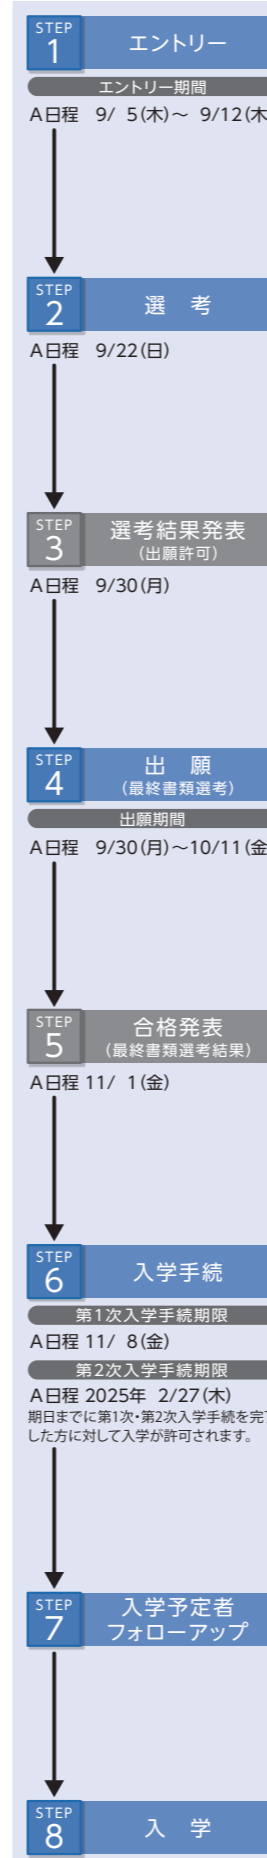 STEP
1
エントリー
エントリー期間
A日程 9/ 5(木)～ 9/12(木
STEP
2
選 考
A日程 9/22(日)
STEP
3
選考結果発表
(出願許可)
A日程 9/30(月)
STEP
4
出 願
(最終書類選考)
出願期間
A日程 9/30(月)～10/11(金
STEP
5
合格発表
(最終書類選考結果)
A日程 11/ 1(金)
STEP
6
入学手続
第1次入学手続期限
A日程 11/ 8(金)
第2次入学手続期限
A日程 2025年 2/27(木)
期日までに第1次・第2次入学手続を完了
した方に対して入学が許可されます。
STEP
7
入学予定者
フォローアップ
STEP
8
入 学